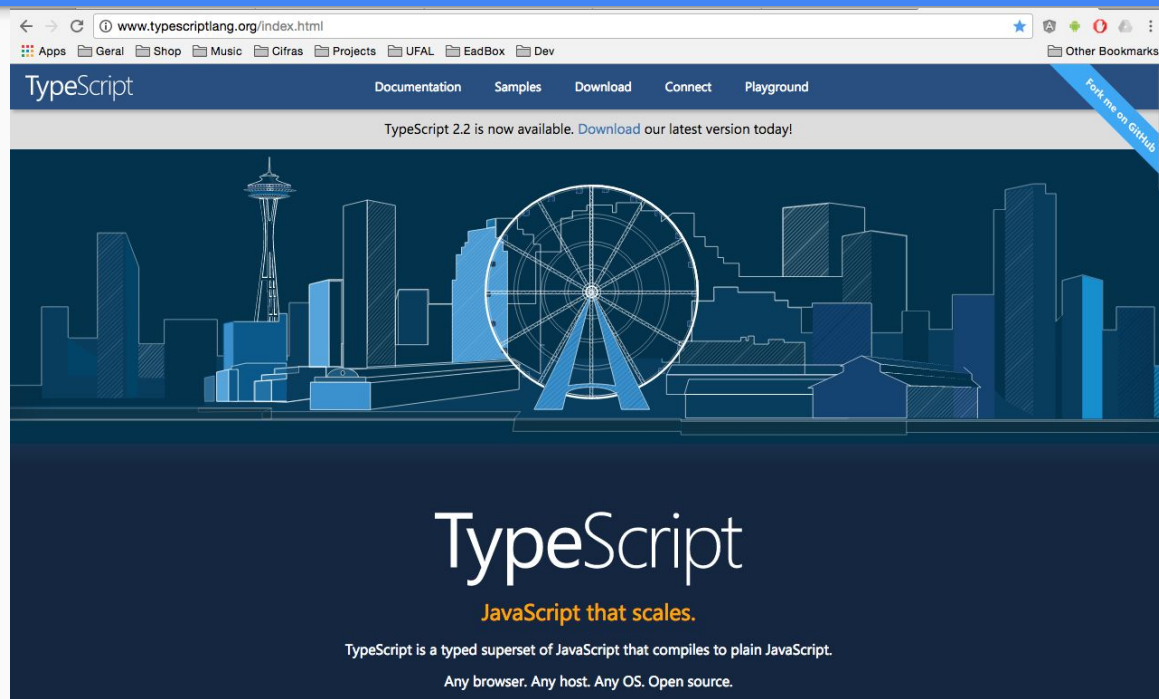 www.typescriptlang.org/index.html
Apps Geral Shop Music Cifras Projects UFAL EadBox Dev Other Bookmarks
TypeScript Documentation Samples Download Connect Playground
Fork me on GitHub
TypeScript 2.2 is now available. Download our latest version today!
TypeScript
JavaScript that scales.
TypeScript is a typed superset of JavaScript that compiles to plain JavaScript.
Any browser. Any host. Any OS. Open source.